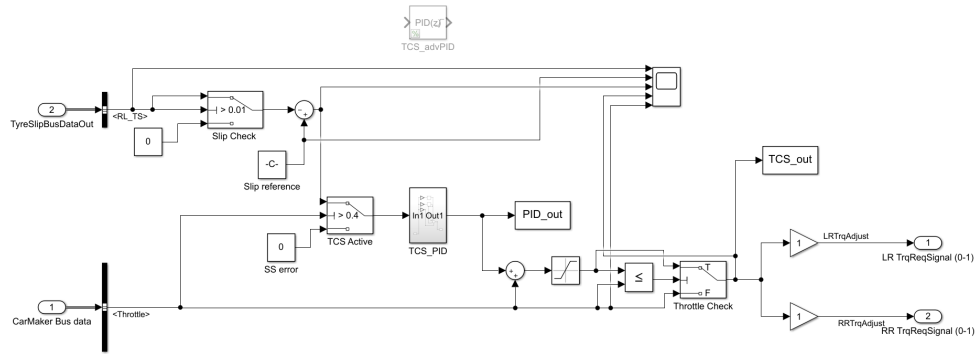 PID(z)
TCS_advPID
2
TyreSlipBusDataOut
<RL_TS>
> 0.01
Slip Check
0
-
+
-C-
Slip reference
TCS_out
> 0.4
TCS Active
0
SS error
In1 Out1
TCS_PID
PID_out
+
+
≤
T
F
Throttle Check
1
LRTrqAdjust
1
LR TrqReqSignal (0-1)
1
CarMaker Bus data
<Throttle>
1
RRTrqAdjust
2
RR TrqReqSignal (0-1)